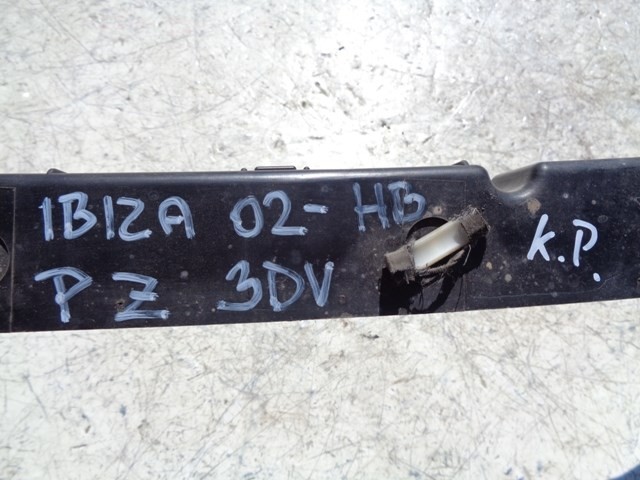 IBIZA 02- HB
PZ 3DV
K.P.